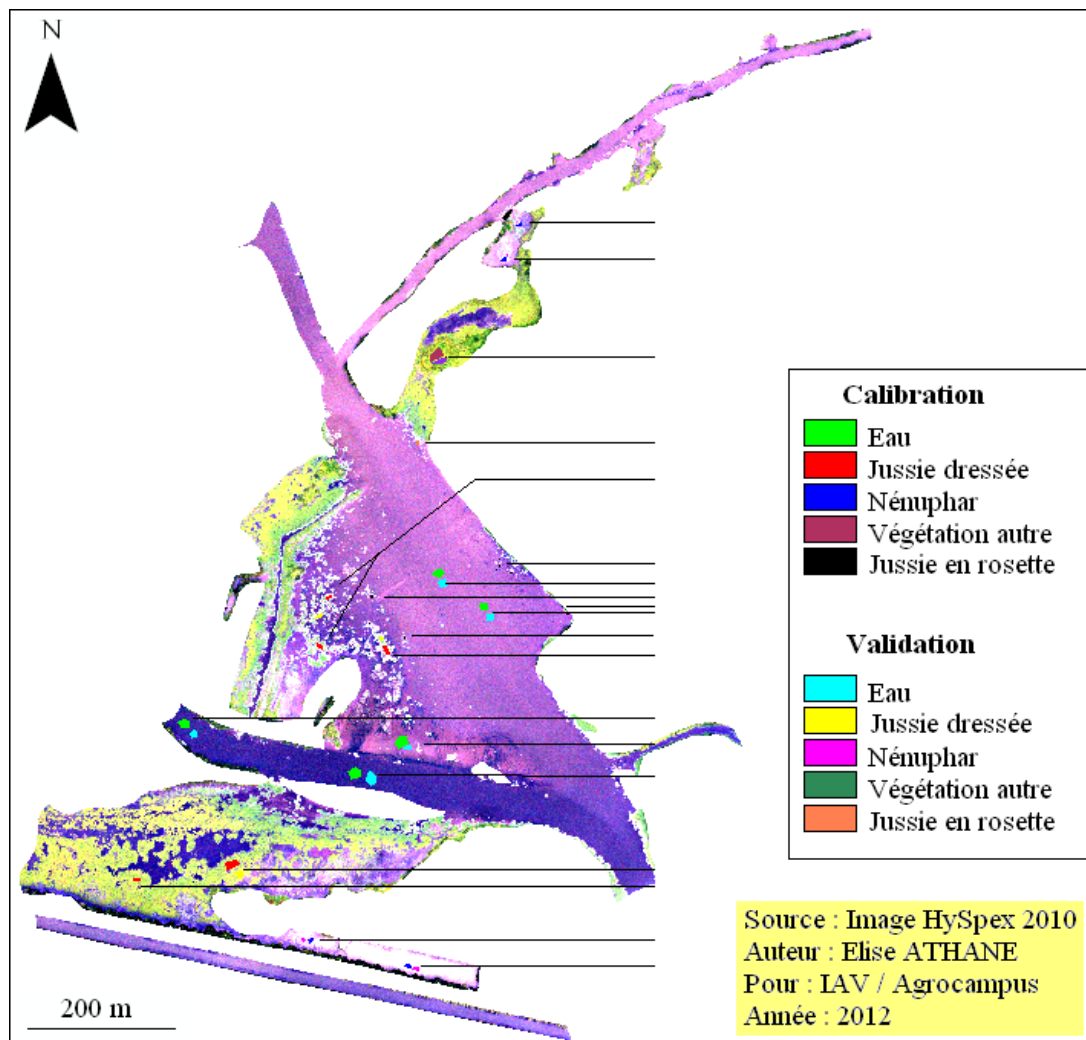 N
Calibration
Eau
Jussie dressée
Nénuphar
Végétation autre
Jussie en rosette
Validation
Eau
Jussie dressée
Nénuphar
Végétation autre
Jussie en rosette
Source : Image HySpex 2010
Auteur : Elise ATHANE
Pour : IAV / Agrocampus
Année : 2012
200 m